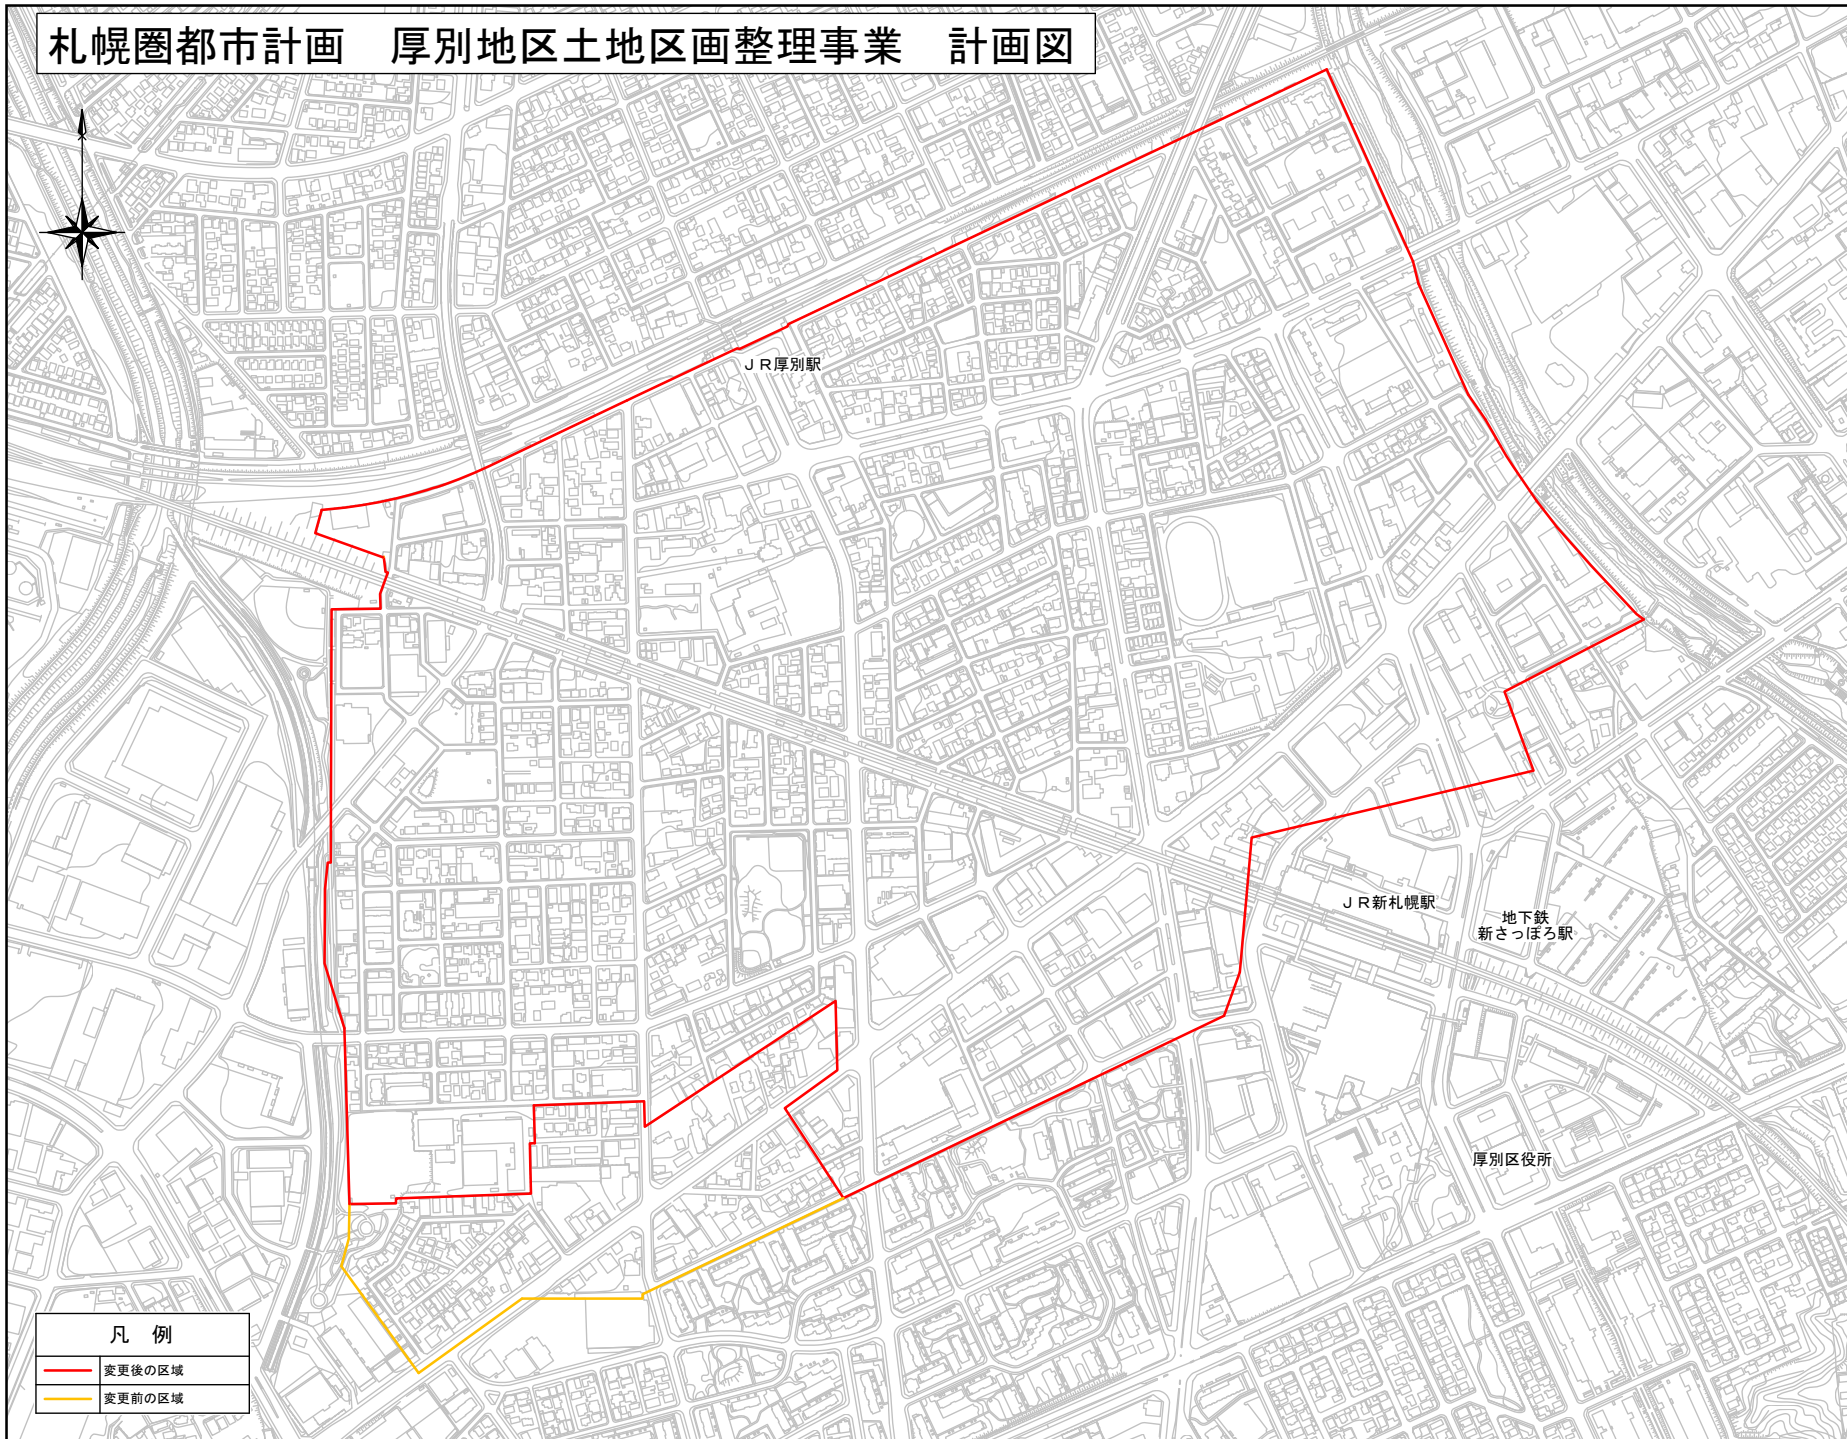 札幌圏都市計画　厚別地区土地区画整理事業　計画図
ＪＲ厚別駅
ＪＲ新札幌駅
地下鉄
新さっぽろ駅
厚別区役所
凡　例
変更後の区域
変更前の区域